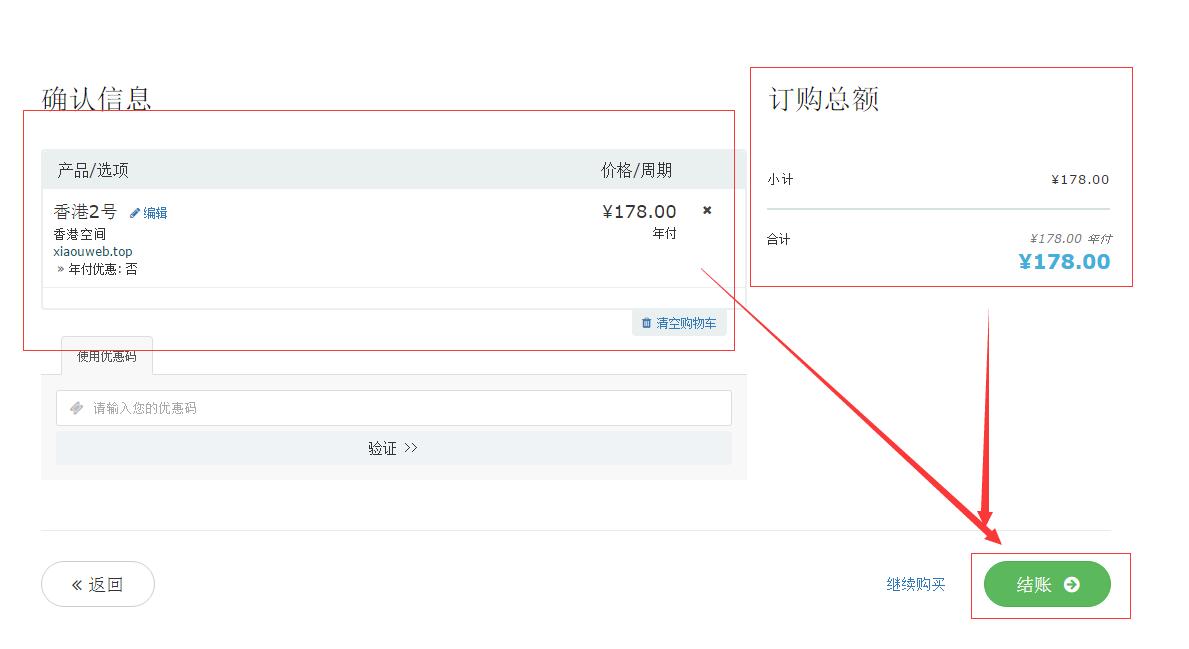 确认信息
产品/选项 价格/周期
香港2号 编辑 ¥178.00
香港空间 年付
xiaouweb.top
» 年付优惠: 否
清空购物车
使用优惠码
请输入您的优惠码
验证 >>
订购总额
小计 ¥178.00
合计 ¥178.00 年付
¥178.00
« 返回 继续购买 结账